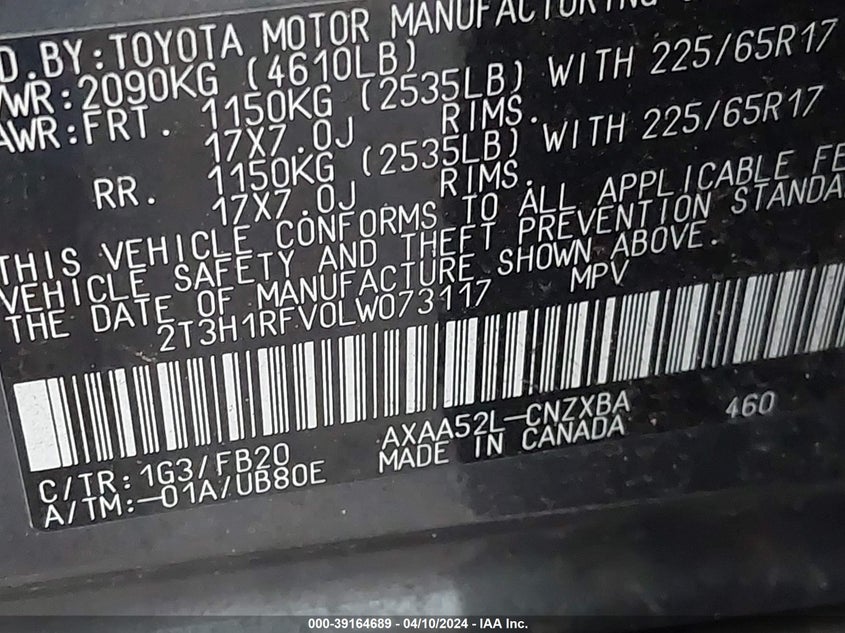 D.BY:TOYOTA MOTOR MANUFACTURING
WR:2090KG (4610LB)
AWR:FRT. 1150KG (2535LB) WITH 225/65R17
17X7.0J RIMS.
RR. 1150KG (2535LB) WITH 225/65R17
17X7.0J RIMS.
THIS VEHICLE CONFORMS TO ALL APPLICABLE FE
VEHICLE SAFETY AND THEFT PREVENTION STANDA
THE DATE OF MANUFACTURE SHOWN ABOVE.
2T3H1RFV0LW073117 MPV
C/TR:1G3/FB20 AXAA52L-CNZXBA 460
A/TM:-01A/UB80E MADE IN CANADA
000-39164689 - 04/10/2024 - IAA Inc.